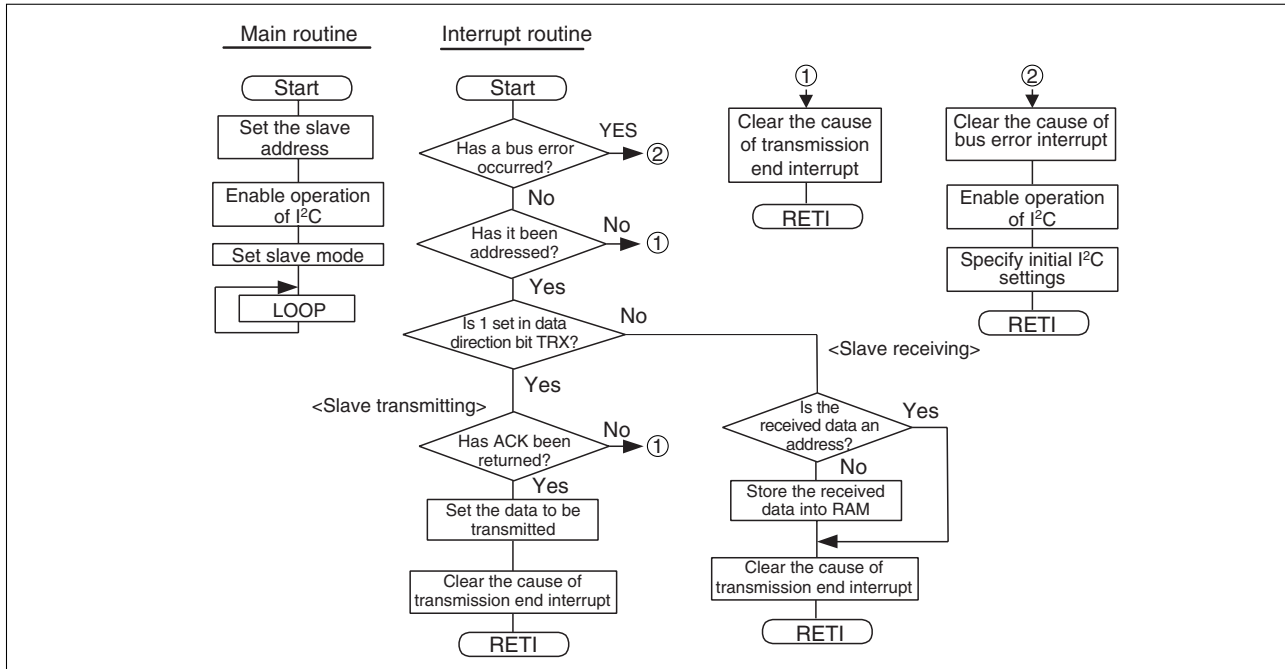 Main routine
Start
Set the slave
address
Enable operation
of I²C
Set slave mode
LOOP
Interrupt routine
Start
Has a bus error
occurred?
YES
②
No
Has it been
addressed?
No
①
Yes
Is 1 set in data
direction bit TRX?
No
Yes
<Slave transmitting>
Has ACK been
returned?
No
①
Yes
Set the data to be
transmitted
Clear the cause of
transmission end interrupt
RETI
<Slave receiving>
Is the
received data an
address?
Yes
No
Store the received
data into RAM
Clear the cause of
transmission end interrupt
RETI
①
Clear the cause
of transmission
end interrupt
RETI
②
Clear the cause of
bus error interrupt
Enable operation
of I²C
Specify initial I²C
settings
RETI